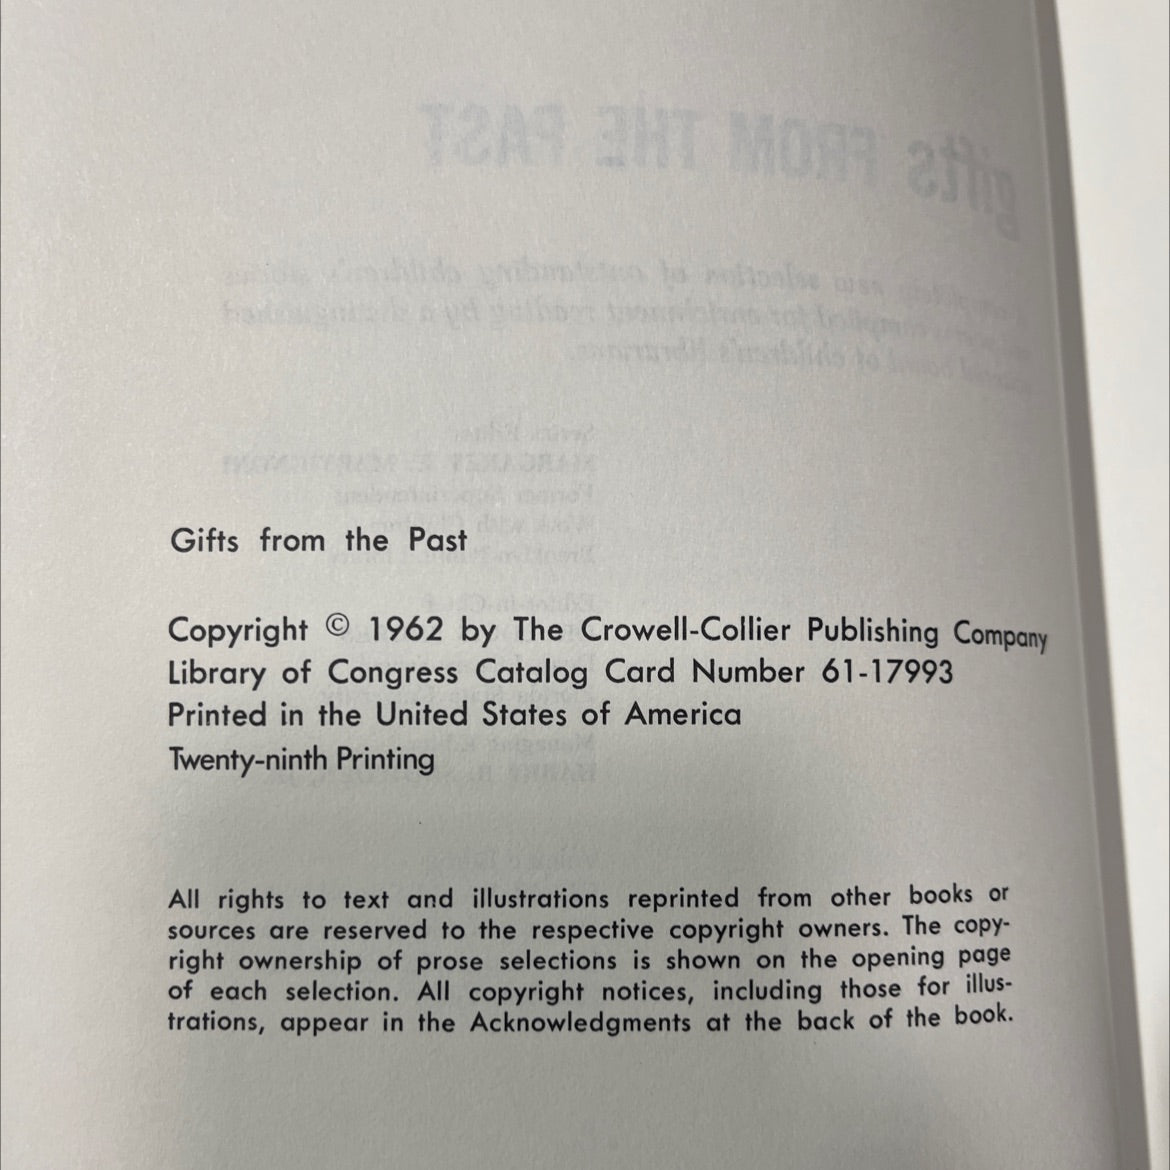 gifts FROM THE PAST
Gifts from the Past
Copyright © 1962 by The Crowell-Collier Publishing Company
Library of Congress Catalog Card Number 61-17993
Printed in the United States of America
Twenty-ninth Printing
All rights to text and illustrations reprinted from other books or
sources are reserved to the respective copyright owners. The copy-
right ownership of prose selections is shown on the opening page
of each selection. All copyright notices, including those for illus-
trations, appear in the Acknowledgments at the back of the book.